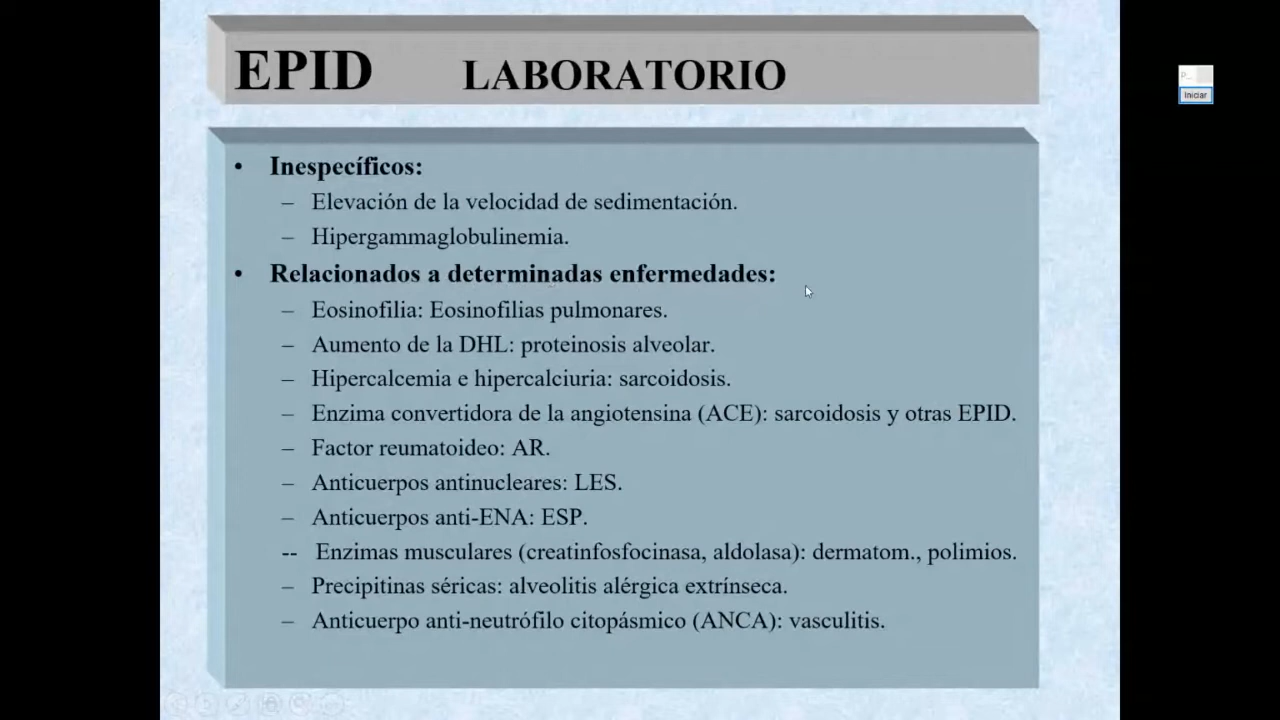 EPID LABORATORIO
P...
Iniciar
• Inespecíficos:
– Elevación de la velocidad de sedimentación.
– Hipergammaglobulinemia.
• Relacionados a determinadas enfermedades:
– Eosinofilia: Eosinofilias pulmonares.
– Aumento de la DHL: proteinosis alveolar.
– Hipercalcemia e hipercalciuria: sarcoidosis.
– Enzima convertidora de la angiotensina (ACE): sarcoidosis y otras EPID.
– Factor reumatoideo: AR.
– Anticuerpos antinucleares: LES.
– Anticuerpos anti-ENA: ESP.
-- Enzimas musculares (creatinfosfocinasa, aldolasa): dermatom., polimios.
– Precipitinas séricas: alveolitis alérgica extrínseca.
– Anticuerpo anti-neutrófilo citopásmico (ANCA): vasculitis.